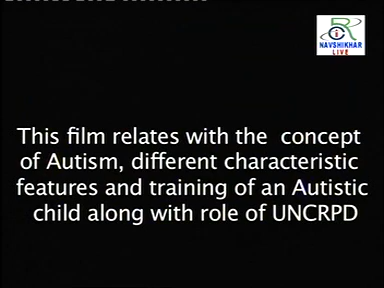 NAVSHIKHAR
LIVE
This film relates with the concept
of Autism, different characteristic
features and training of an Autistic
child along with role of UNCRPD